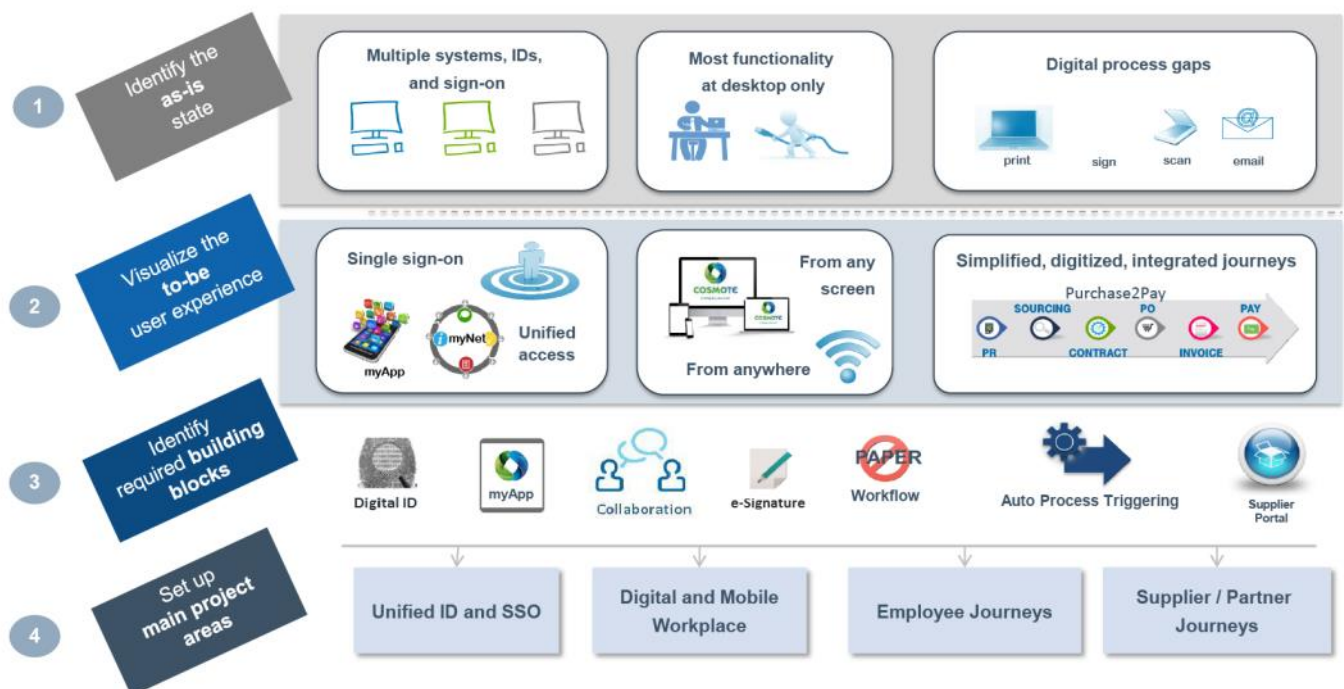 1
Identify the
as-is
state
Multiple systems, IDs,
and sign-on
Most functionality
at desktop only
Digital process gaps
print
sign
scan
email
2
Visualize the
to-be
user experience
Single sign-on
myApp
myNet
Unified
access
COSMOTE
COSMOTE
From any
screen
From anywhere
Simplified, digitized, integrated journeys
Purchase2Pay
SOURCING
PO
PAY
PR
CONTRACT
INVOICE
3
Identify
required building
blocks
Digital ID
myApp
Collaboration
e-Signature
PAPER
Workflow
Auto Process Triggering
Supplier
Portal
4
Set up
main project
areas
Unified ID and SSO
Digital and Mobile
Workplace
Employee Journeys
Supplier / Partner
Journeys